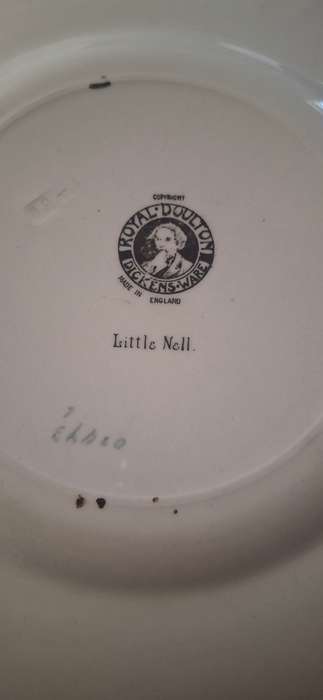 COPYRIGHT
ROYAL·DOULTON
DICKENS·WARE
MADE IN
ENGLAND
Little Nell.